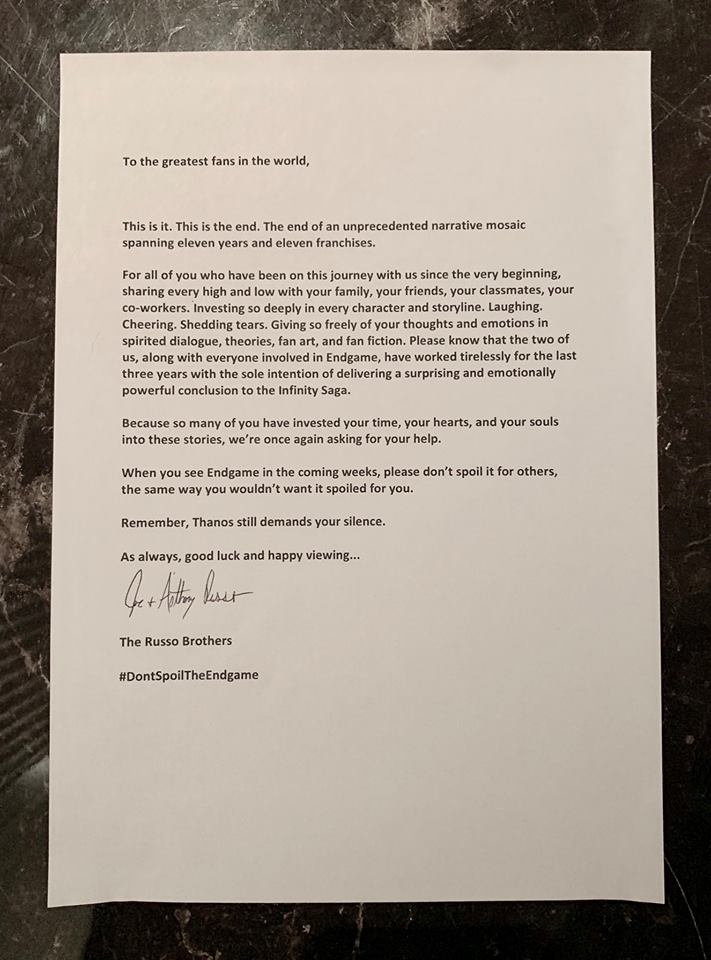 To the greatest fans in the world,
This is it. This is the end. The end of an unprecedented narrative mosaic
spanning eleven years and eleven franchises.
For all of you who have been on this journey with us since the very beginning,
sharing every high and low with your family, your friends, your classmates, your
co-workers. Investing so deeply in every character and storyline. Laughing.
Cheering. Shedding tears. Giving so freely of your thoughts and emotions in
spirited dialogue, theories, fan art, and fan fiction. Please know that the two of
us, along with everyone involved in Endgame, have worked tirelessly for the last
three years with the sole intention of delivering a surprising and emotionally
powerful conclusion to the Infinity Saga.
Because so many of you have invested your time, your hearts, and your souls
into these stories, we’re once again asking for your help.
When you see Endgame in the coming weeks, please don’t spoil it for others,
the same way you wouldn’t want it spoiled for you.
Remember, Thanos still demands your silence.
As always, good luck and happy viewing...
Joe + Anthony Russo
The Russo Brothers
#DontSpoilTheEndgame